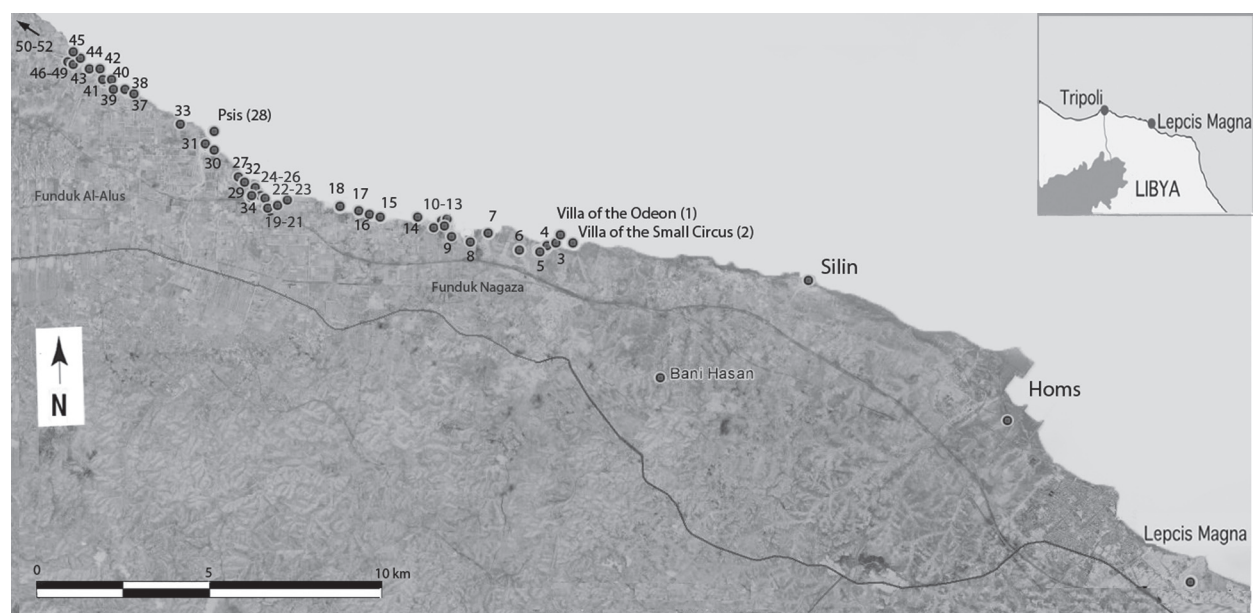 50-52
45
44
42
46-49
43
40
38
41
39
37
33
Psis (28)
31
30
27
32
24-26
29
22-23
34
19-21
18
17
16
15
10-13
14
9
8
7
6
4
5
3
Villa of the Odeon (1)
Villa of the Small Circus (2)
Funduk Al-Alus
Funduk Nagaza
Silin
Bani Hasan
Homs
Lepcis Magna
N
0
5
10 km
Tripoli
Lepcis Magna
LIBYA